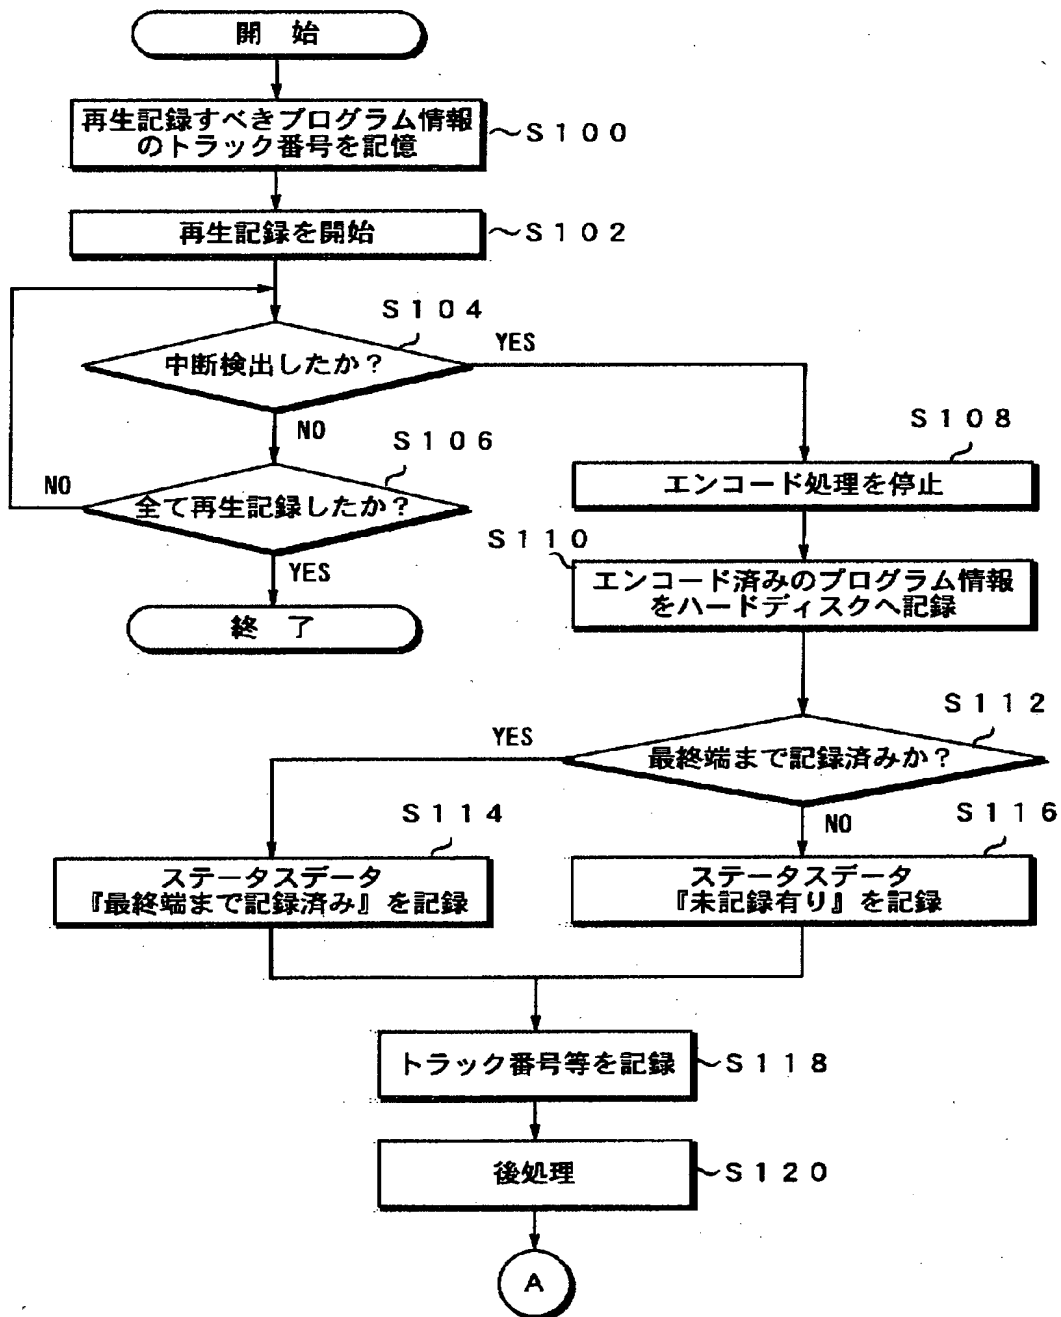 開 始
再生記録すべきプログラム情報
のトラック番号を記憶
~S100
再生記録を開始
~S102
S104
中断検出したか?
YES
NO
S106
全て再生記録したか?
NO
YES
終 了
S108
エンコード処理を停止
S110
エンコード済みのプログラム情報
をハードディスクへ記録
S112
最終端まで記録済みか?
YES
NO
S114
ステータスデータ
『最終端まで記録済み』を記録
S116
ステータスデータ
『未記録有り』を記録
トラック番号等を記録
~S118
後処理
~S120
A